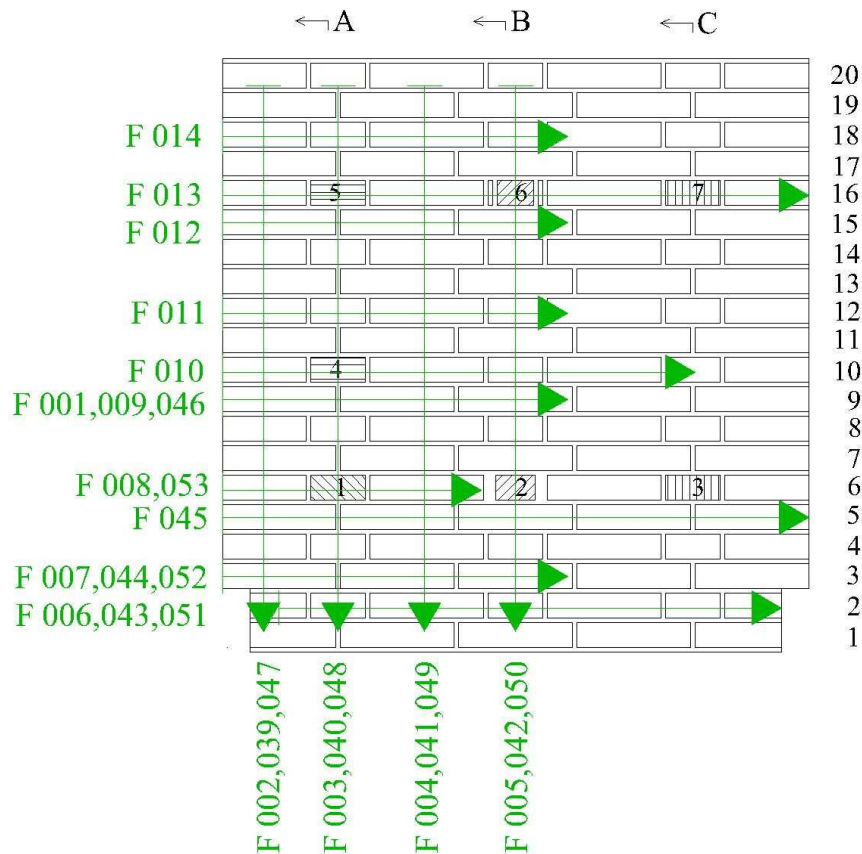 A B C
20
19
F 014 18
17
F 013 5 6 7 16
F 012 15
14
13
F 011 12
11
F 010 4 10
F 001,009,046 9
8
7
F 008,053 1 2 3 6
F 045 5
4
F 007,044,052 3
F 006,043,051 2
1
F 002,039,047
F 003,040,048
F 004,041,049
F 005,042,050